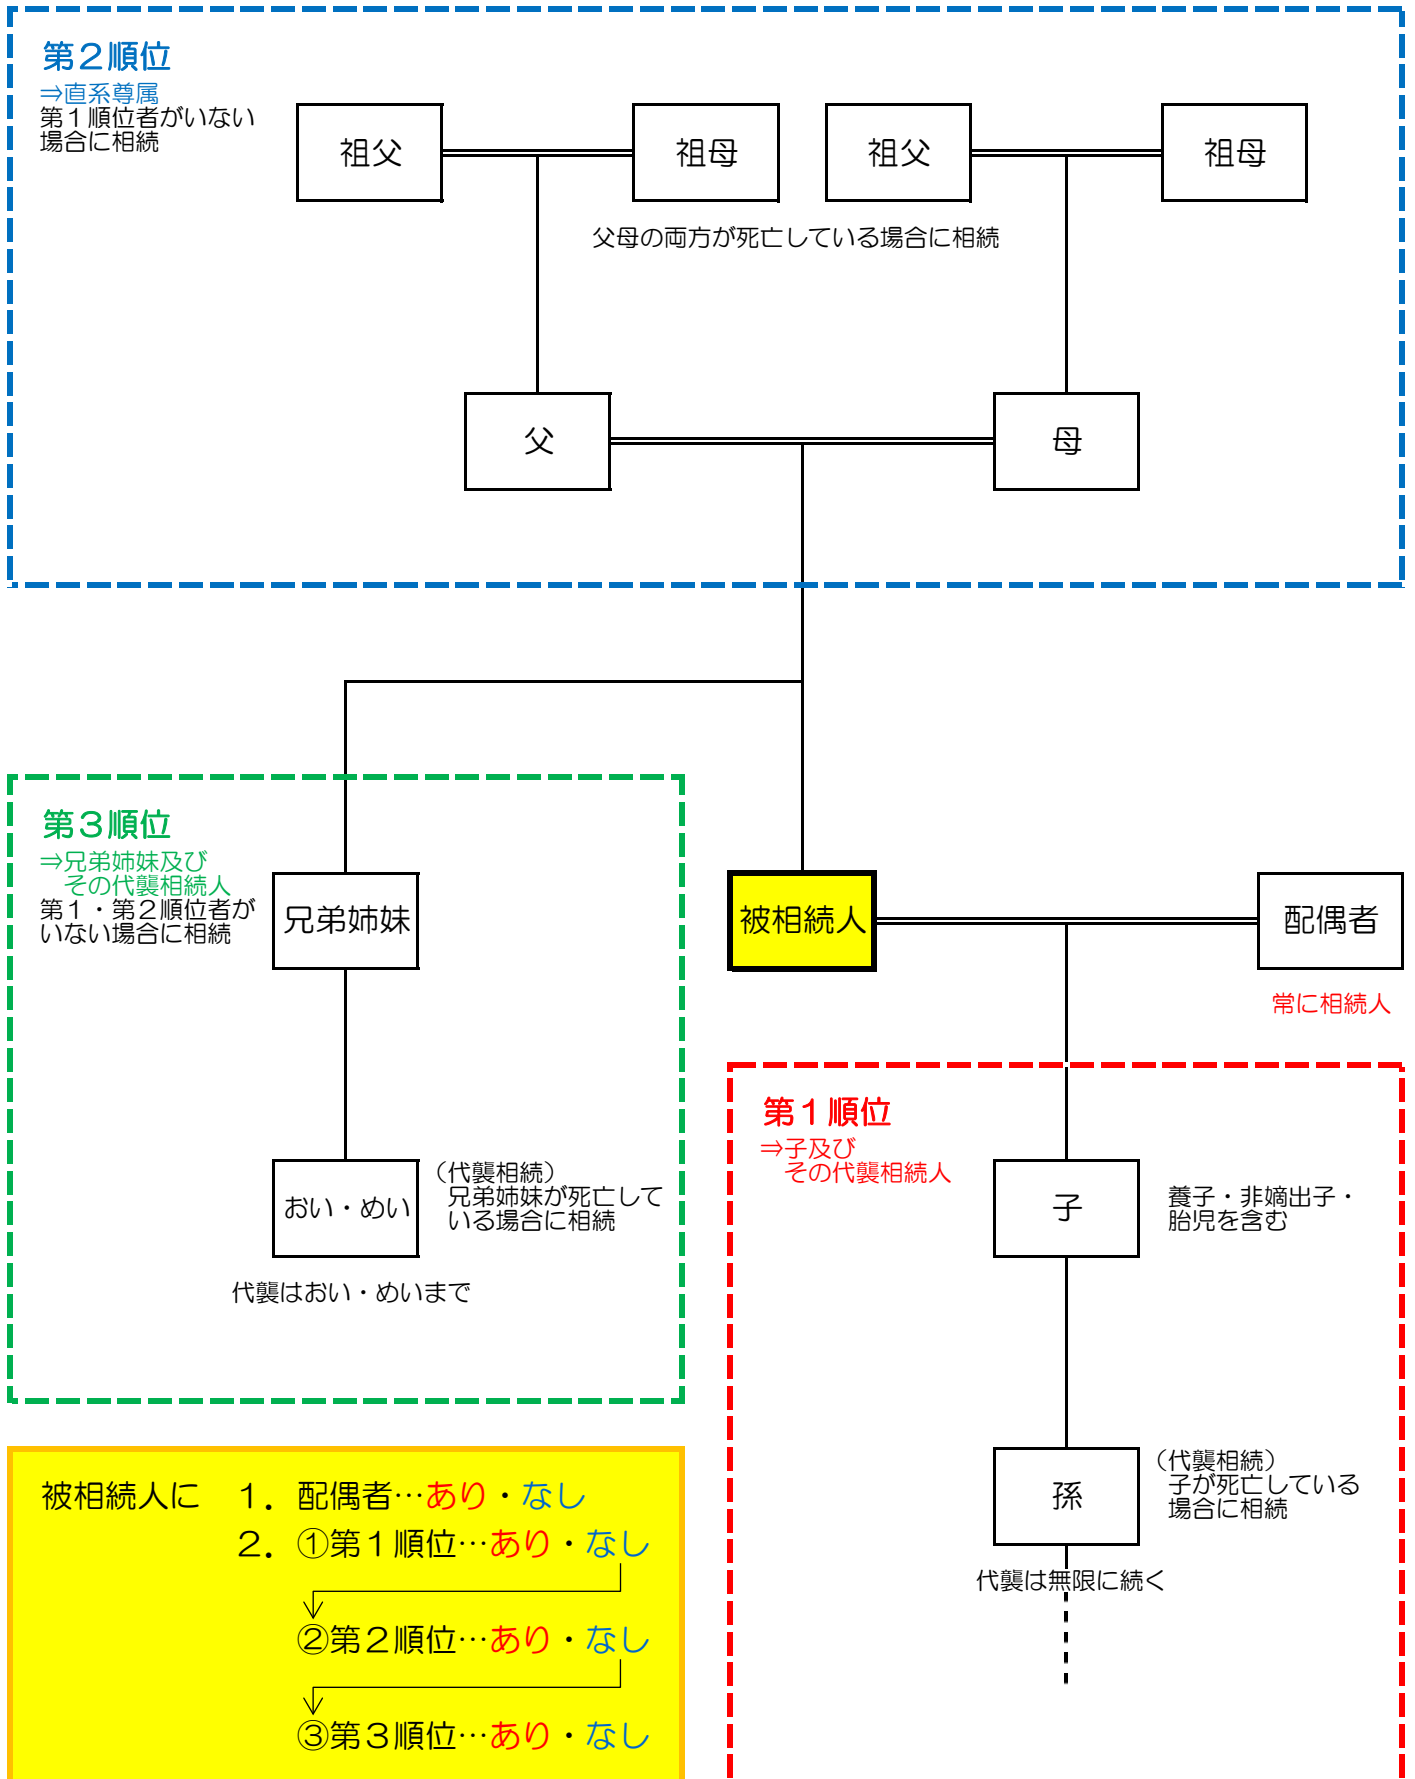 第２順位
⇒直系尊属
第１順位者がいない
場合に相続
祖父
祖母
祖父
祖母
父母の両方が死亡している場合に相続
父
母
第３順位
⇒兄弟姉妹及び
その代襲相続人
第１・第２順位者が
いない場合に相続
兄弟姉妹
被相続人
配偶者
常に相続人
おい・めい
（代襲相続）
兄弟姉妹が死亡して
いる場合に相続
代襲はおい・めいまで
第１順位
⇒子及び
その代襲相続人
子
養子・非嫡出子・
胎児を含む
孫
（代襲相続）
子が死亡している
場合に相続
代襲は無限に続く
被相続人に　１．配偶者…あり・なし
２．①第１順位…あり・なし
②第２順位…あり・なし
③第３順位…あり・なし